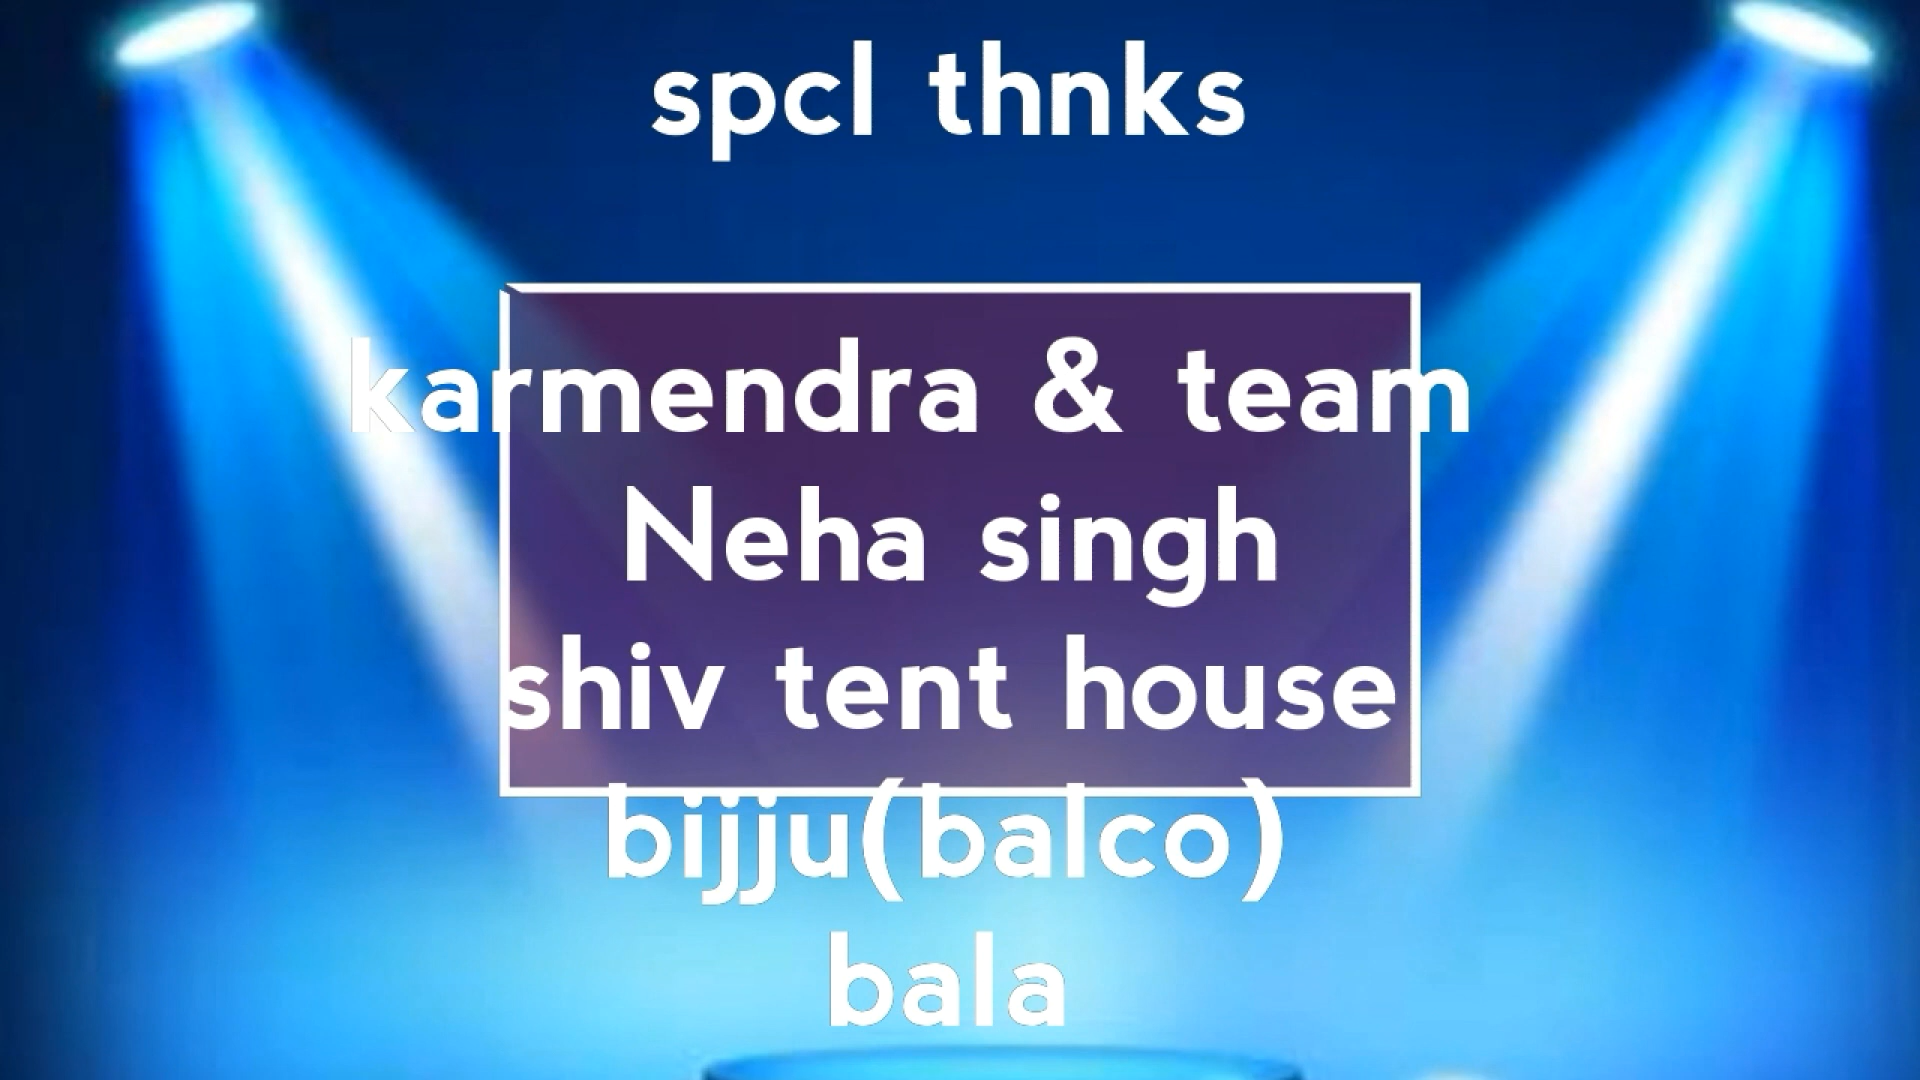 spcl thnks
karmendra & team
Neha singh
shiv tent house
bijju(balco)
bala